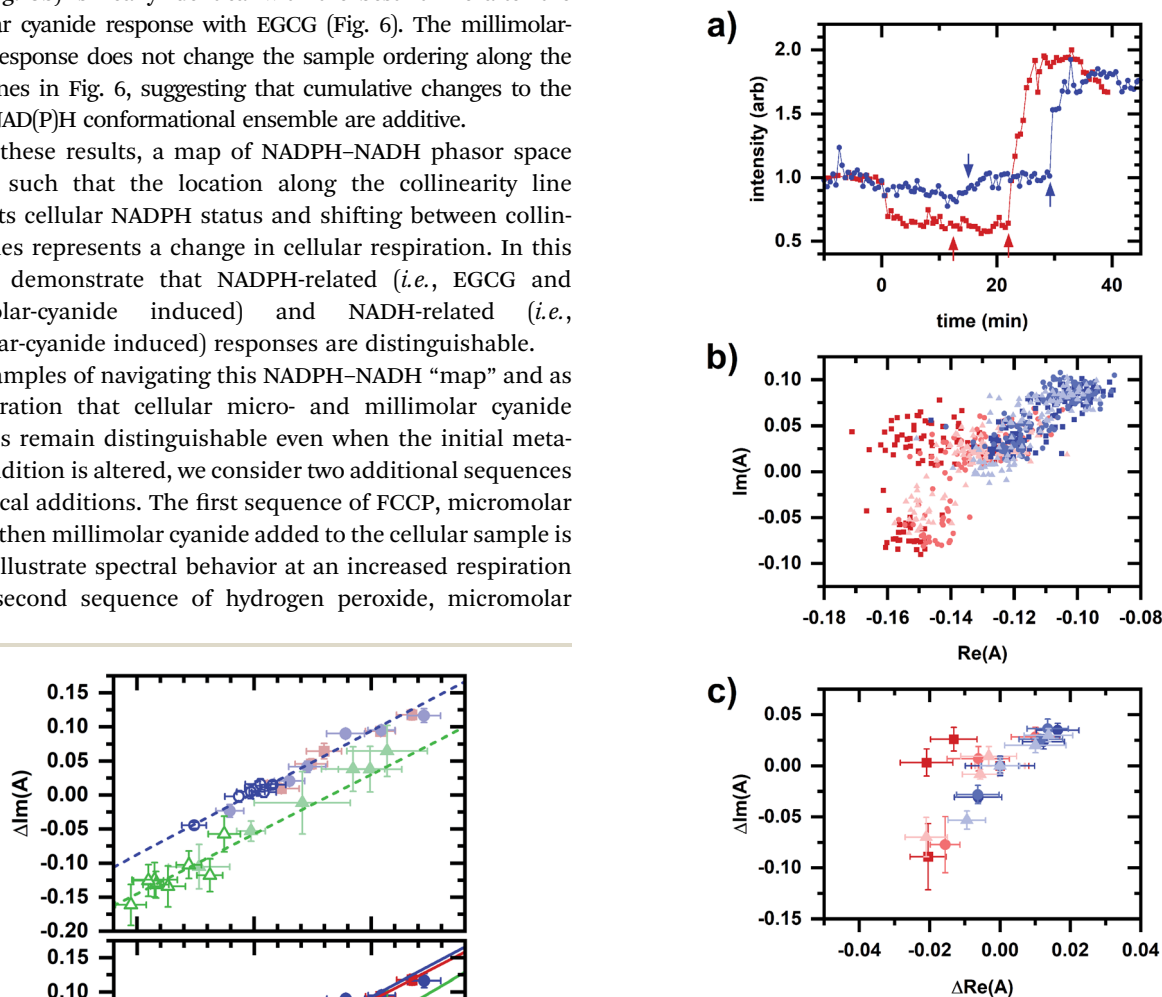 cyanide response with EGCG (Fig. 6). The millimolar-
response does not change the sample ordering along the
in Fig. 6, suggesting that cumulative changes to the
NAD(P)H conformational ensemble are additive.
these results, a map of NADPH–NADH phasor space
such that the location along the collinearity line
cellular NADPH status and shifting between collin-
represents a change in cellular respiration. In this
demonstrate that NADPH-related (i.e., EGCG and
olar-cyanide induced) and NADH-related (i.e.,
ar-cyanide induced) responses are distinguishable.
amples of navigating this NADPH–NADH “map” and as
ration that cellular micro- and millimolar cyanide
s remain distinguishable even when the initial meta-
dition is altered, we consider two additional sequences
ical additions. The first sequence of FCCP, micromolar
then millimolar cyanide added to the cellular sample is
illustrate spectral behavior at an increased respiration
second sequence of hydrogen peroxide, micromolar
0.15
0.10
0.05
0.00
-0.05
-0.10
-0.15
-0.20
ΔIm(A)
0.15
0.10
a)
2.0
1.5
1.0
0.5
intensity (arb)
0 20 40
time (min)
b)
0.10
0.05
0.00
-0.05
-0.10
Im(A)
-0.18 -0.16 -0.14 -0.12 -0.10 -0.08
Re(A)
c)
0.05
0.00
-0.05
-0.10
-0.15
ΔIm(A)
-0.04 -0.02 0.00 0.02 0.04
ΔRe(A)